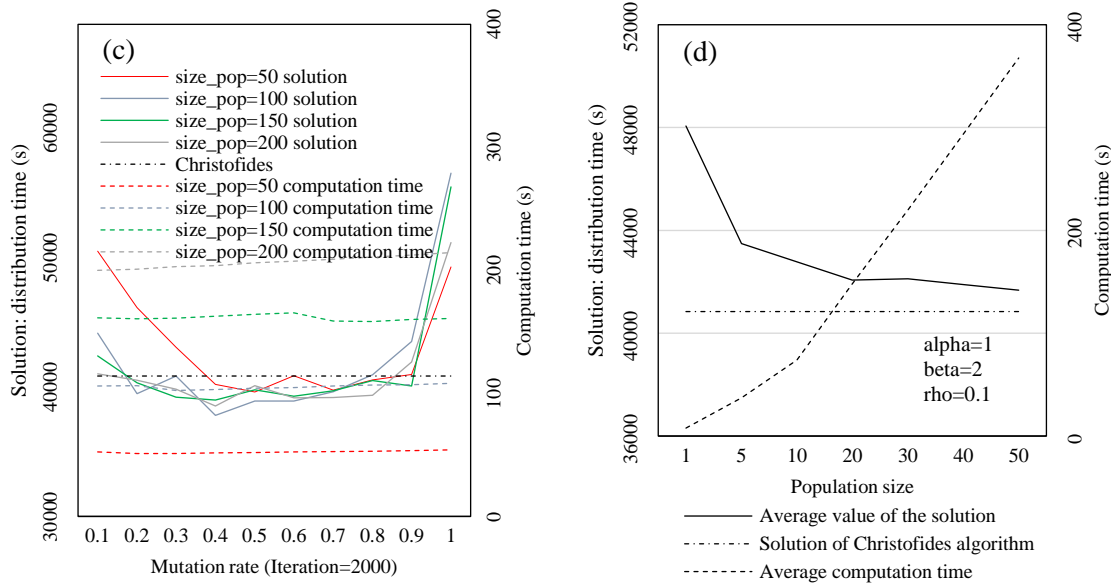 (c)
size_pop=50 solution
size_pop=100 solution
size_pop=150 solution
size_pop=200 solution
Christofides
size_pop=50 computation time
size_pop=100 computation time
size_pop=150 computation time
size_pop=200 computation time
Solution: distribution time (s)
60000
50000
40000
30000
400
300
200
100
0
Computation time (s)
0.1 0.2 0.3 0.4 0.5 0.6 0.7 0.8 0.9 1
Mutation rate (Iteration=2000)
(d)
Solution: distribution time (s)
52000
48000
44000
40000
36000
400
200
0
Computation time (s)
alpha=1
beta=2
rho=0.1
1 5 10 20 30 40 50
Population size
Average value of the solution
Solution of Christofides algorithm
Average computation time